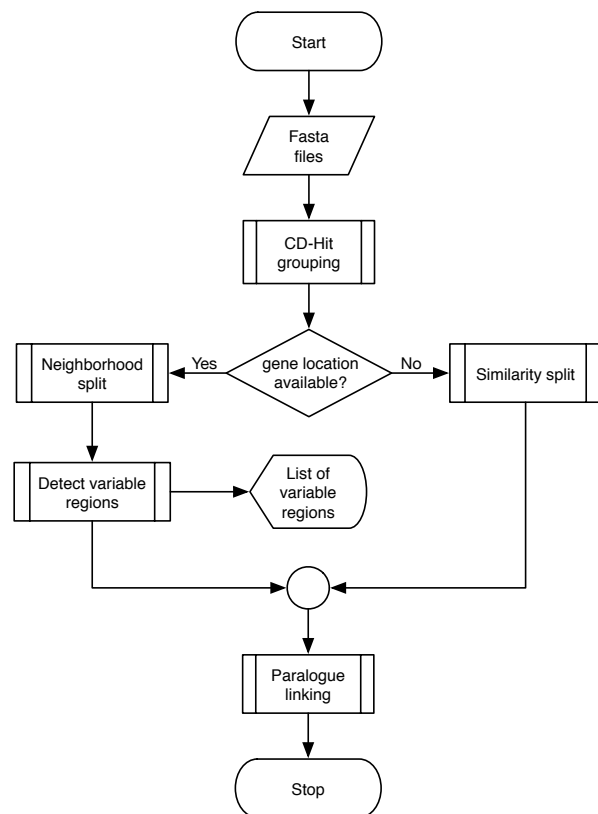 Start
Fasta
files
CD-Hit
grouping
Neighborhood
split
Yes
gene location
available?
No
Similarity split
Detect variable
regions
List of
variable
regions
Paralogue
linking
Stop